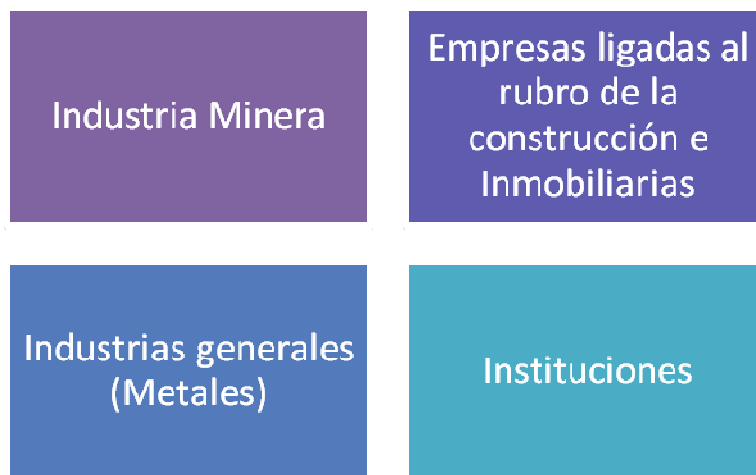 Industria Minera
Empresas ligadas al
rubro de la
construcción e
Inmobiliarias
Industrias generales
(Metales)
Instituciones